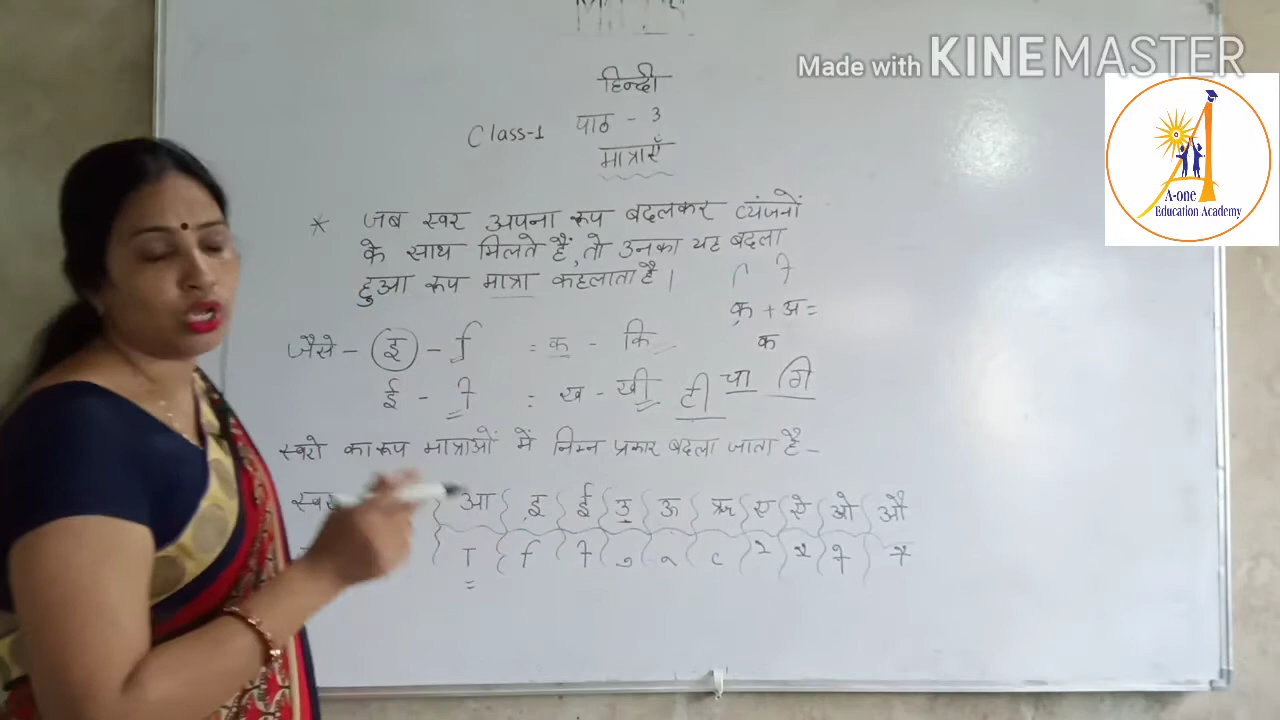 Made with KINEMASTER
A-one
Education Academy
हिन्दी
Class-1 पाठ - 3
मात्राएँ
* जब स्वर अपना रूप बदलकर व्यंजनों
के साथ मिलते हैं, तो उनका यह बदला
हुआ रूप मात्रा कहलाता है।
ि ी
क + अ =
क
जैसे - इ - ि = क - कि
ई - ी = ख - खी टी चा गि
स्वरो का रूप मात्राओं में निम्न प्रकार बदला जाता है -
स्वर आ इ ई उ ऊ ऋ ए ऐ ओ औ
ा ि ी ु ू ृ े ै ो ौ